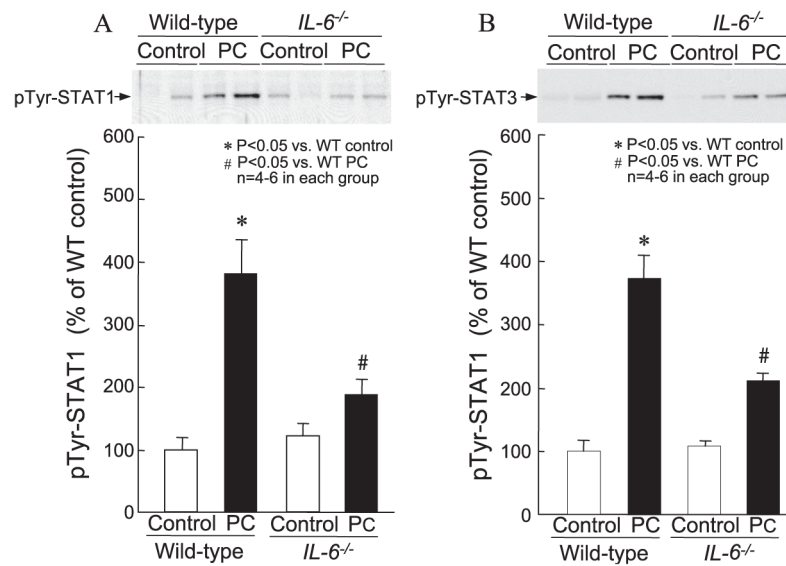 A
Wild-type IL-6-/-
Control PC Control PC
pTyr-STAT1
600
500
400
300
200
100
0
pTyr-STAT1 (% of WT control)
* P<0.05 vs. WT control
# P<0.05 vs. WT PC
n=4-6 in each group
*
#
Control PC Control PC
Wild-type IL-6-/-
B
Wild-type IL-6-/-
Control PC Control PC
pTyr-STAT3
600
500
400
300
200
100
0
pTyr-STAT1 (% of WT control)
* P<0.05 vs. WT control
# P<0.05 vs. WT PC
n=4-6 in each group
*
#
Control PC Control PC
Wild-type IL-6-/-